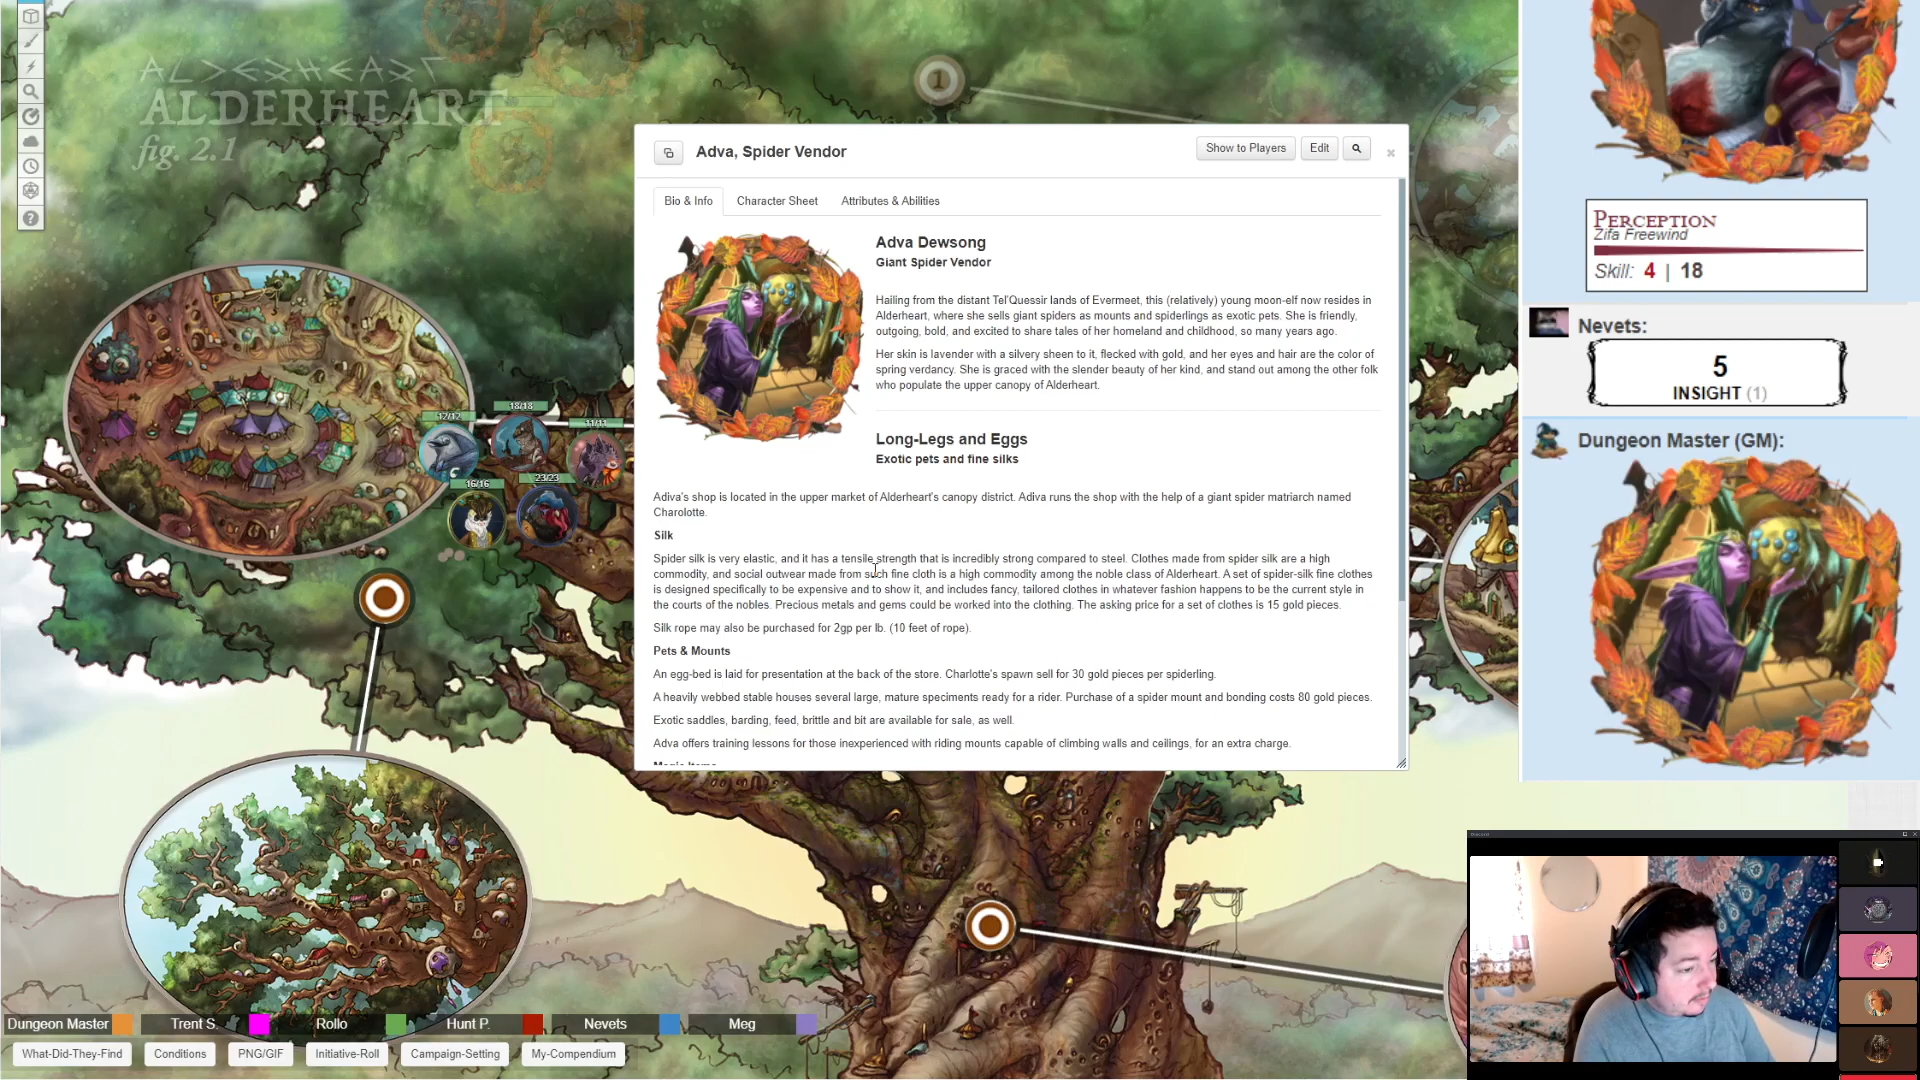 ALDERHEART
fig. 2.1
1
Adva, Spider Vendor
Show to Players
Edit
Bio & Info
Character Sheet
Attributes & Abilities
Adva Dewsong
Giant Spider Vendor
Hailing from the distant Tel'Quessir lands of Evermeet, this (relatively) young moon-elf now resides in
Alderheart, where she sells giant spiders as mounts and spiderlings as exotic pets. She is friendly,
outgoing, bold, and excited to share tales of her homeland and childhood, so many years ago.
Her skin is lavender with a silvery sheen to it, flecked with gold, and her eyes and hair are the color of
spring verdancy. She is graced with the slender beauty of her kind, and stand out among the other folk
who populate the upper canopy of Alderheart.
Long-Legs and Eggs
Exotic pets and fine silks
Adiva's shop is located in the upper market of Alderheart's canopy district. Adiva runs the shop with the help of a giant spider matriarch named
Charolotte.
Silk
Spider silk is very elastic, and it has a tensile strength that is incredibly strong compared to steel. Clothes made from spider silk are a high
commodity, and social outwear made from such fine cloth is a high commodity among the noble class of Alderheart. A set of spider-silk fine clothes
is designed specifically to be expensive and to show it, and includes fancy, tailored clothes in whatever fashion happens to be the current style in
the courts of the nobles. Precious metals and gems could be worked into the clothing. The asking price for a set of clothes is 15 gold pieces.
Silk rope may also be purchased for 2gp per lb. (10 feet of rope).
Pets & Mounts
An egg-bed is laid for presentation at the back of the store. Charlotte's spawn sell for 30 gold pieces per spiderling.
A heavily webbed stable houses several large, mature speciments ready for a rider. Purchase of a spider mount and bonding costs 80 gold pieces.
Exotic saddles, barding, feed, brittle and bit are available for sale, as well.
Adva offers training lessons for those inexperienced with riding mounts capable of climbing walls and ceilings, for an extra charge.
Magic Items
12/12
18/18
11/11
16/16
23/23
PERCEPTION
Zifa Freewind
Skill: 4 | 18
Nevets:
5
INSIGHT (1)
Dungeon Master (GM):
Dungeon Master
Trent S.
Rollo
Hunt P.
Nevets
Meg
What-Did-They-Find
Conditions
PNG/GIF
Initiative-Roll
Campaign-Setting
My-Compendium